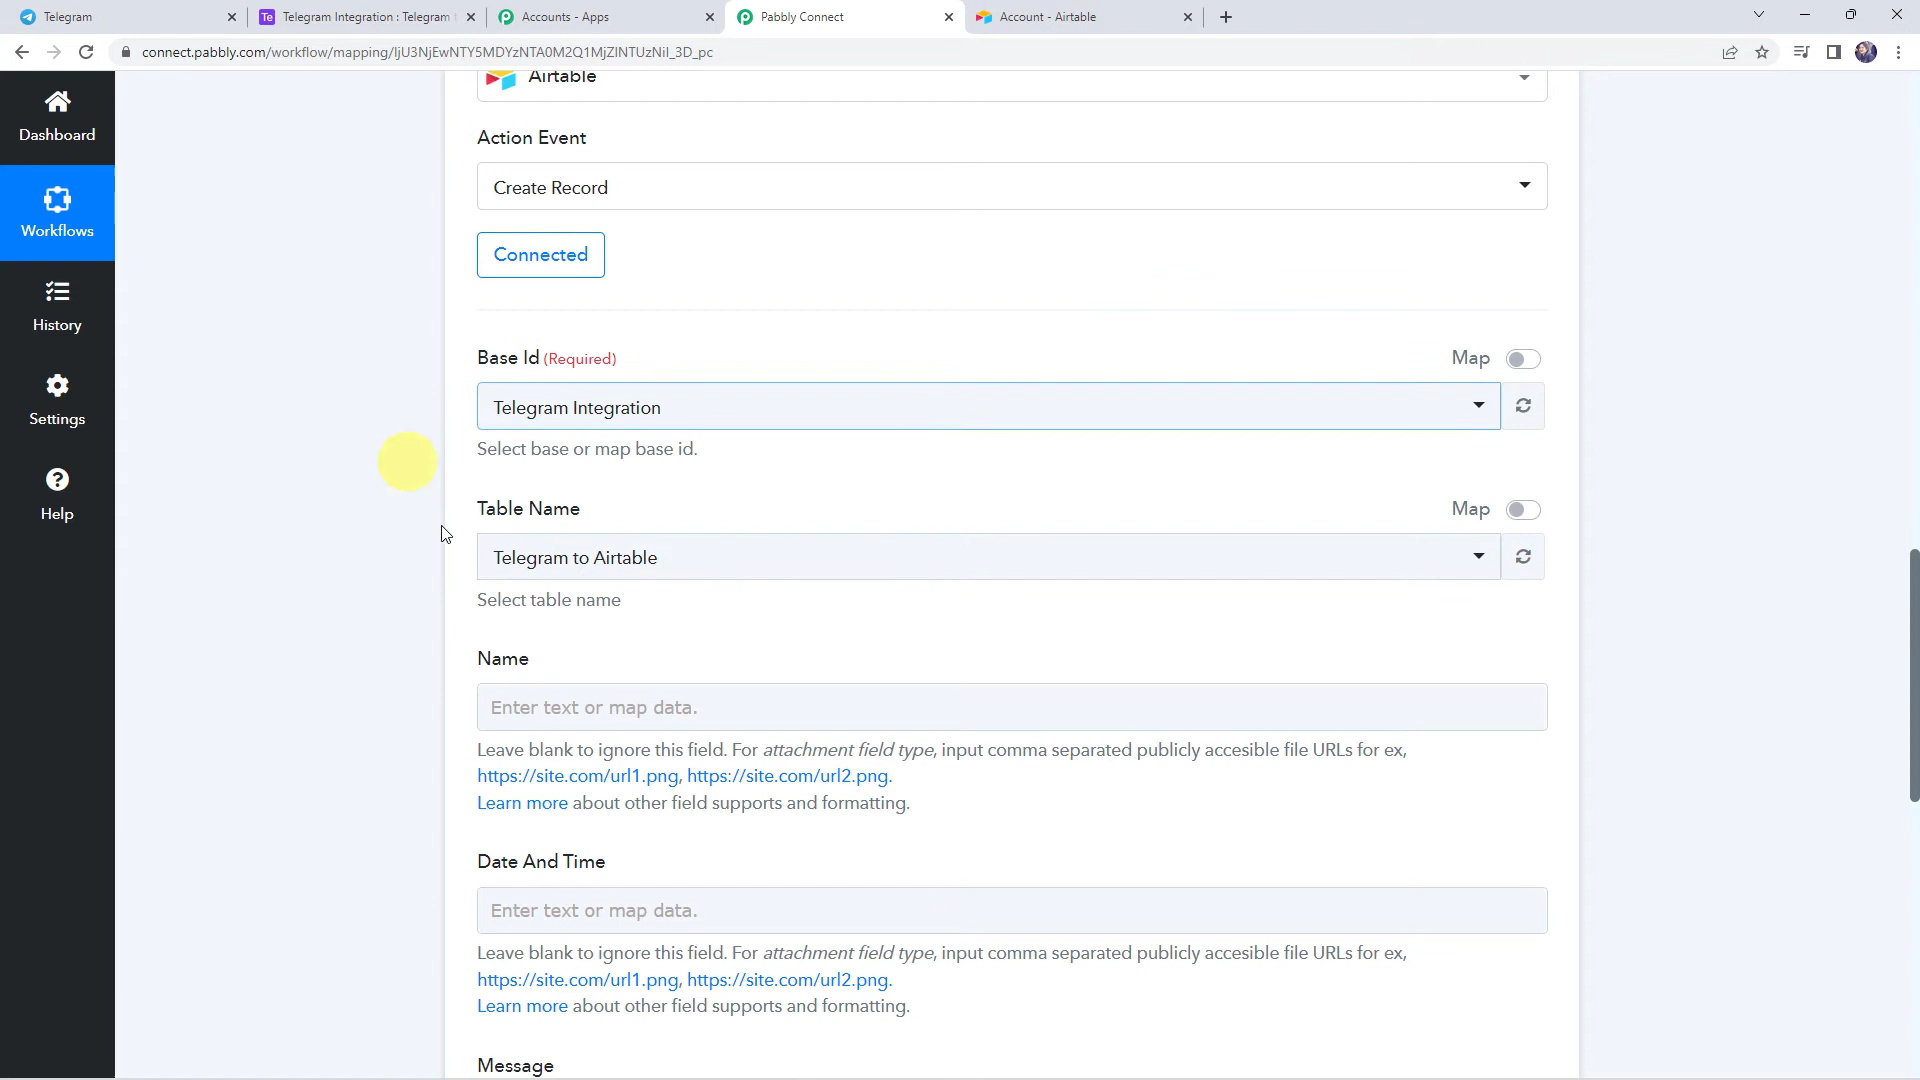 Telegram
Te Telegram Integration : Telegram t
Accounts - Apps
Pabbly Connect
Account - Airtable
connect.pabbly.com/workflow/mapping/IjU3NjEwNTY5MDYzNTA0M2Q1MjZlNTUzNiI_3D_pc
Dashboard
Workflows
History
Settings
Help
Airtable
Action Event
Create Record
Connected
Base Id (Required)
Map
Telegram Integration
Select base or map base id.
Table Name
Map
Telegram to Airtable
Select table name
Name
Enter text or map data.
Leave blank to ignore this field. For attachment field type, input comma separated publicly accesible file URLs for ex,
https://site.com/url1.png, https://site.com/url2.png.
Learn more about other field supports and formatting.
Date And Time
Enter text or map data.
Leave blank to ignore this field. For attachment field type, input comma separated publicly accesible file URLs for ex,
https://site.com/url1.png, https://site.com/url2.png.
Learn more about other field supports and formatting.
Message